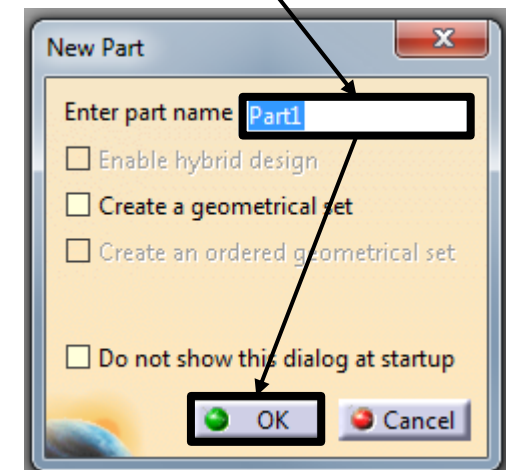 New Part
Enter part name Part1
Enable hybrid design
Create a geometrical set
Create an ordered geometrical set
Do not show this dialog at startup
OK Cancel